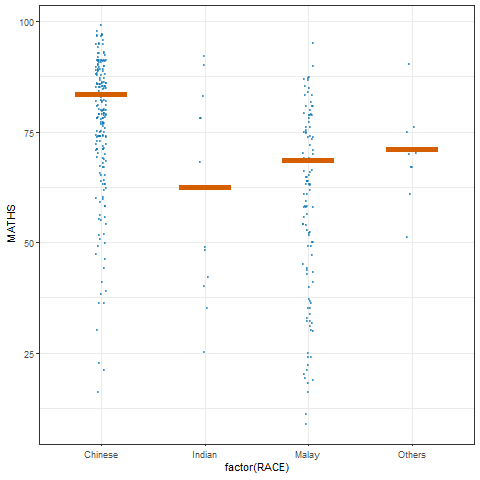 100
75
50
25
MATHS
Chinese
Indian
Malay
Others
factor(RACE)